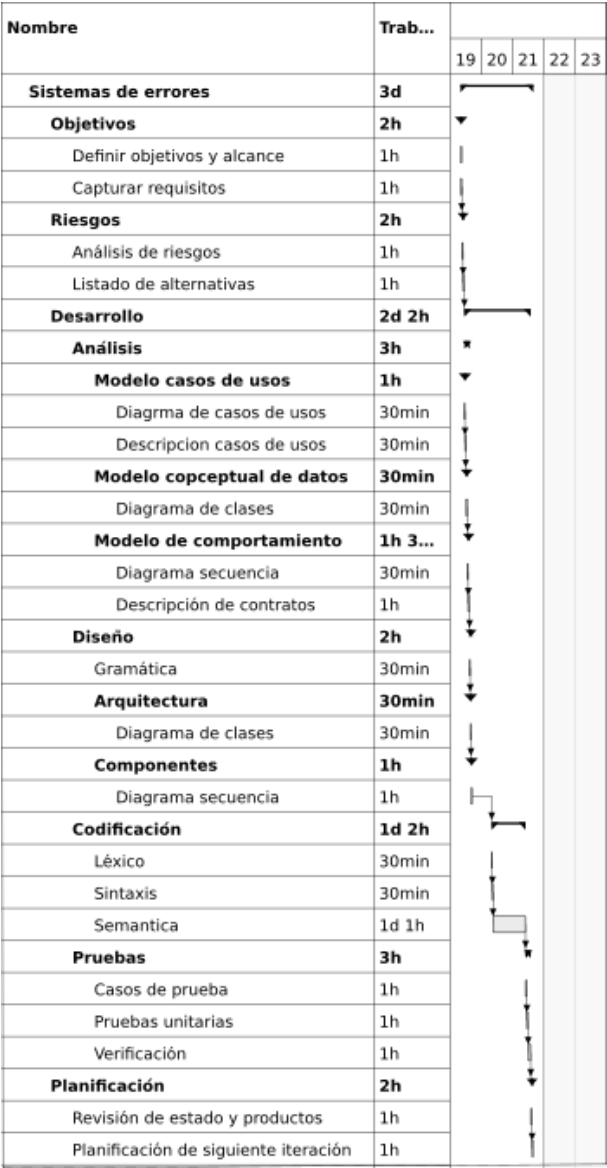 Nombre Trab...
19 20 21 22 23
Sistemas de errores 3d
Objetivos 2h
Definir objetivos y alcance 1h
Capturar requisitos 1h
Riesgos 2h
Análisis de riesgos 1h
Listado de alternativas 1h
Desarrollo 2d 2h
Análisis 3h
Modelo casos de usos 1h
Diagrma de casos de usos 30min
Descripcion casos de usos 30min
Modelo copceptual de datos 30min
Diagrama de clases 30min
Modelo de comportamiento 1h 3...
Diagrama secuencia 30min
Descripción de contratos 1h
Diseño 2h
Gramática 30min
Arquitectura 30min
Diagrama de clases 30min
Componentes 1h
Diagrama secuencia 1h
Codificación 1d 2h
Léxico 30min
Sintaxis 30min
Semantica 1d 1h
Pruebas 3h
Casos de prueba 1h
Pruebas unitarias 1h
Verificación 1h
Planificación 2h
Revisión de estado y productos 1h
Planificación de siguiente iteración 1h